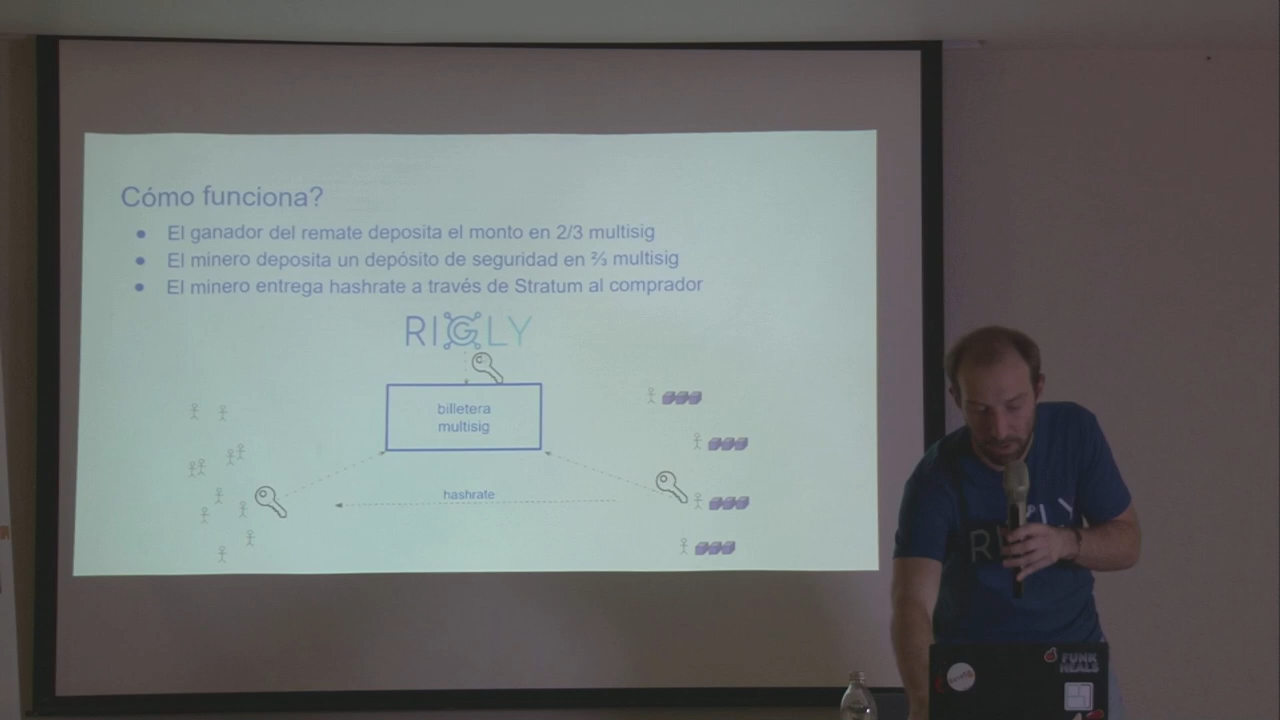 Cómo funciona?
● El ganador del remate deposita el monto en 2/3 multisig
● El minero deposita un depósito de seguridad en ⅔ multisig
● El minero entrega hashrate a través de Stratum al comprador
RIGLY
billetera
multisig
hashrate
FUNK